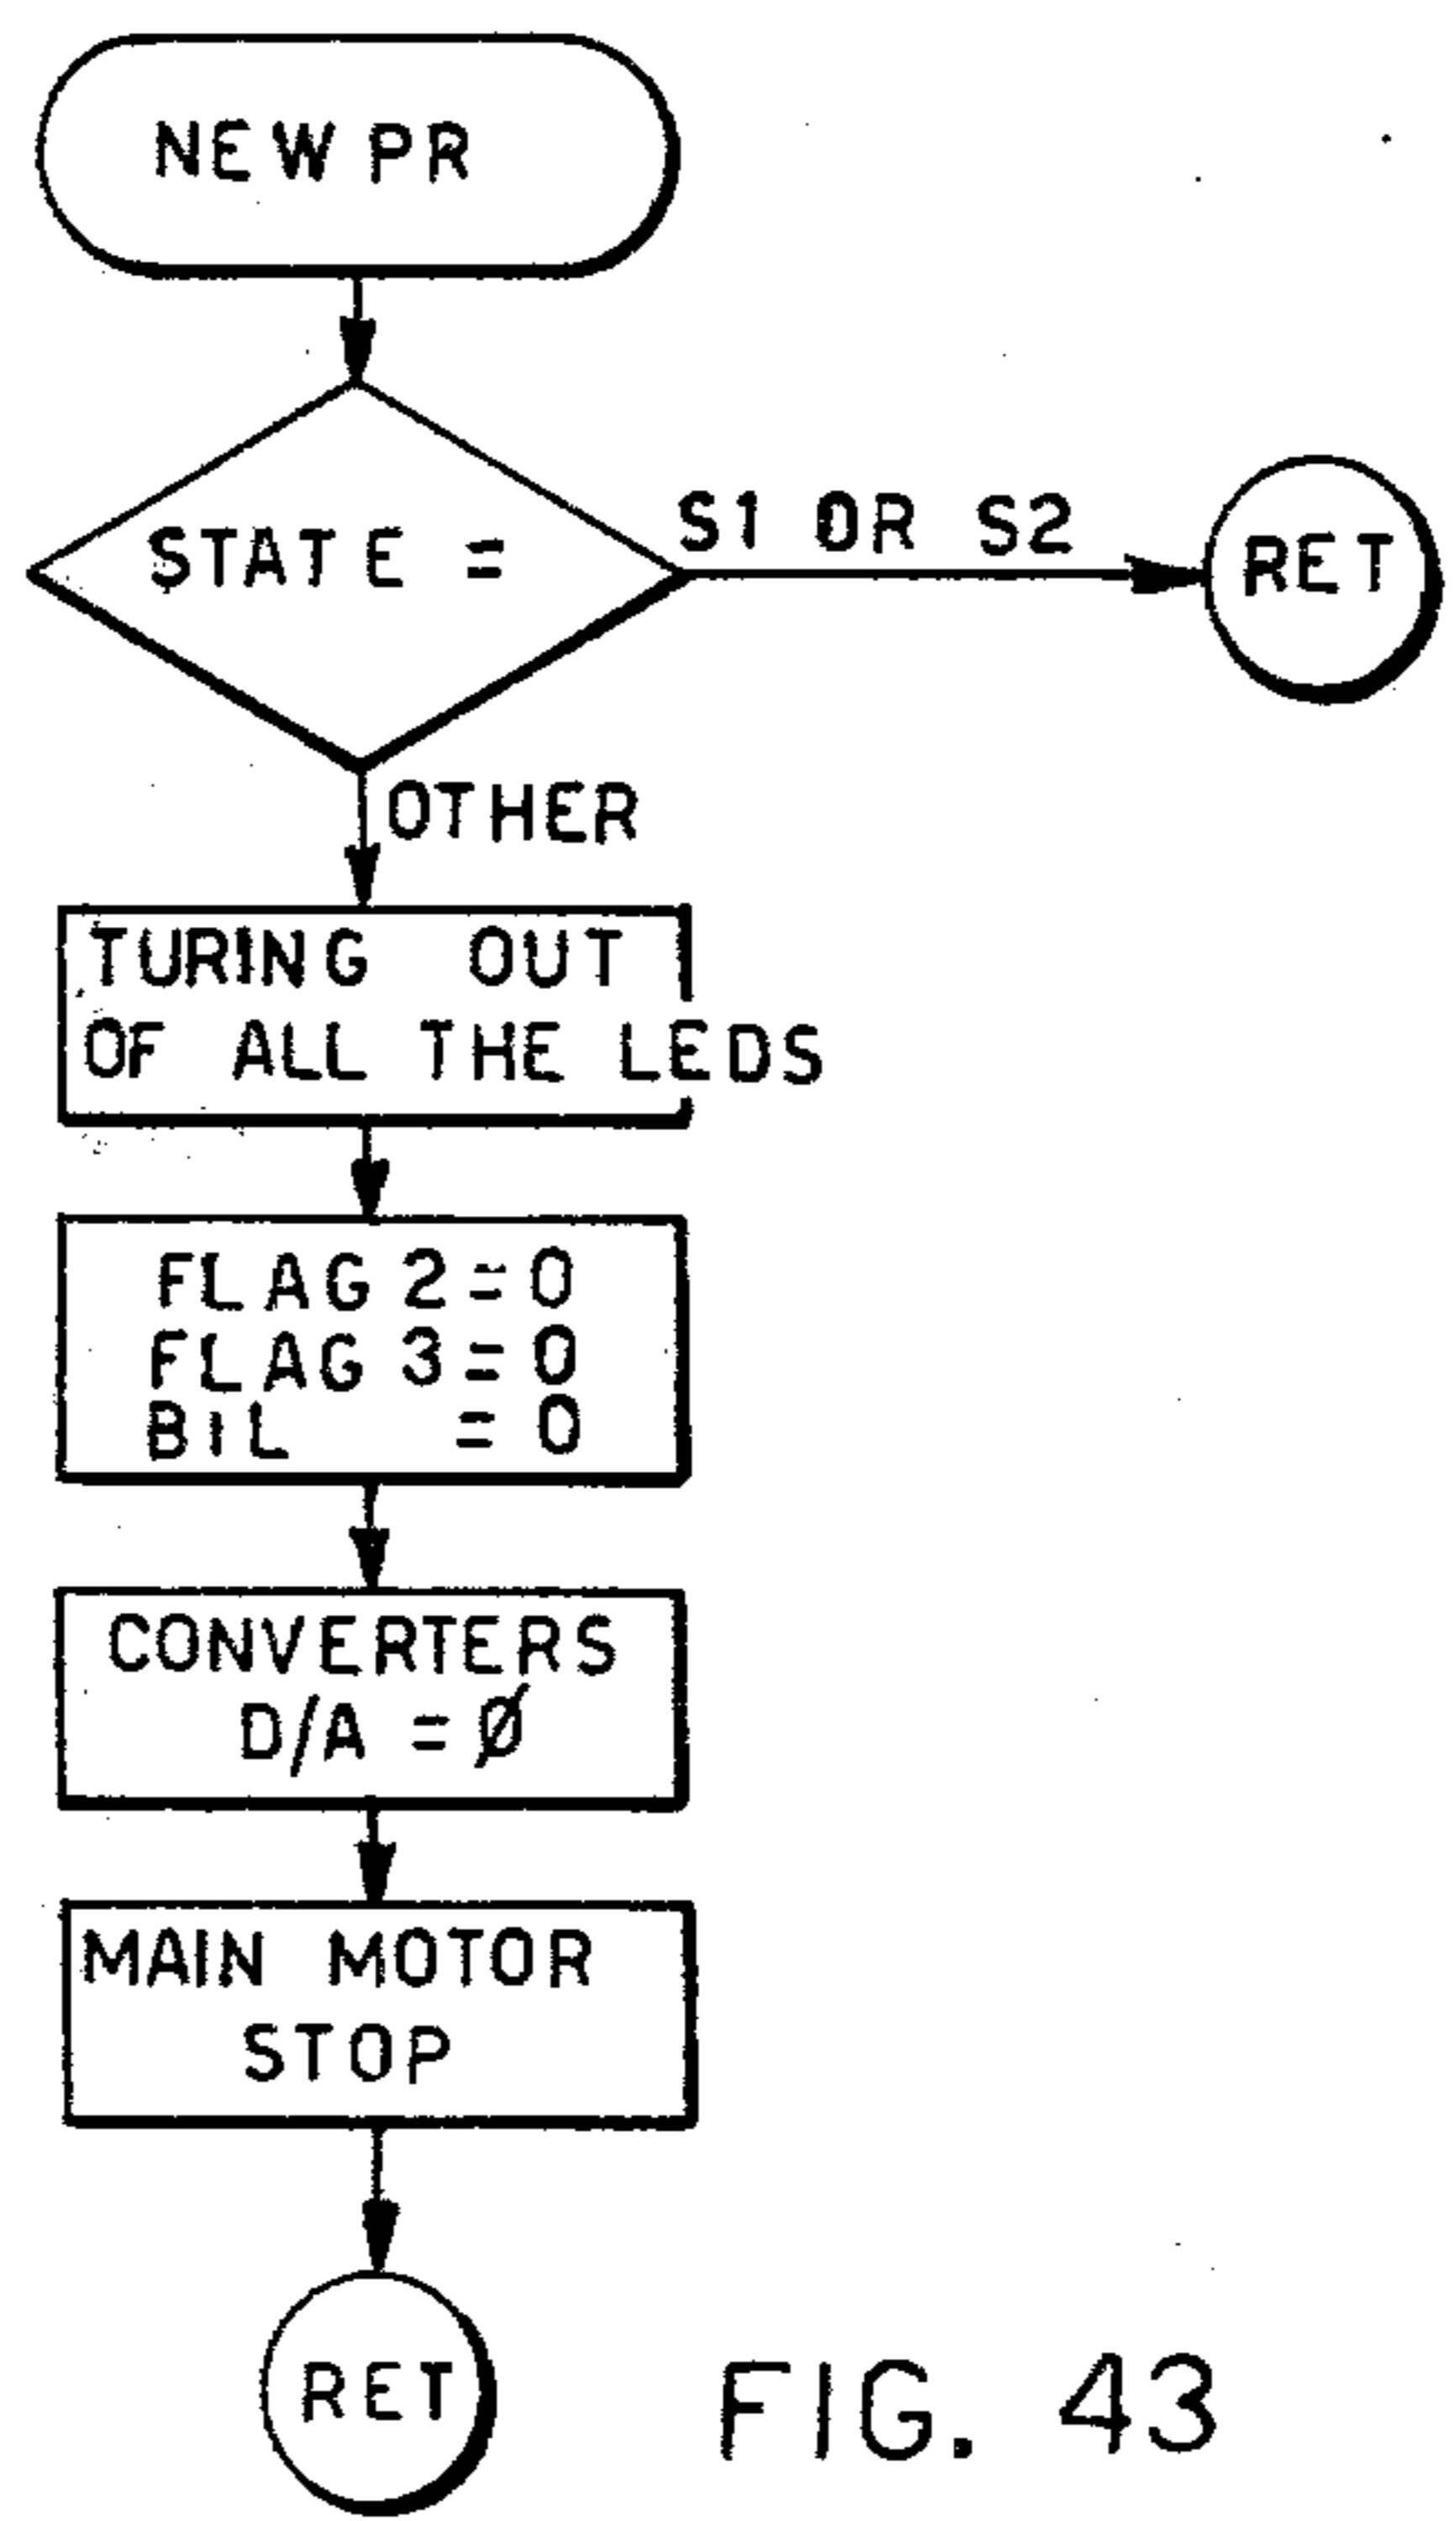 NEW PR
STATE =
S1 OR S2
RET
OTHER
TURING OUT
OF ALL THE LEDS
FLAG 2 = 0
FLAG 3 = 0
BIL = 0
CONVERTERS
D/A = Ø
MAIN MOTOR
STOP
RET
FIG. 43